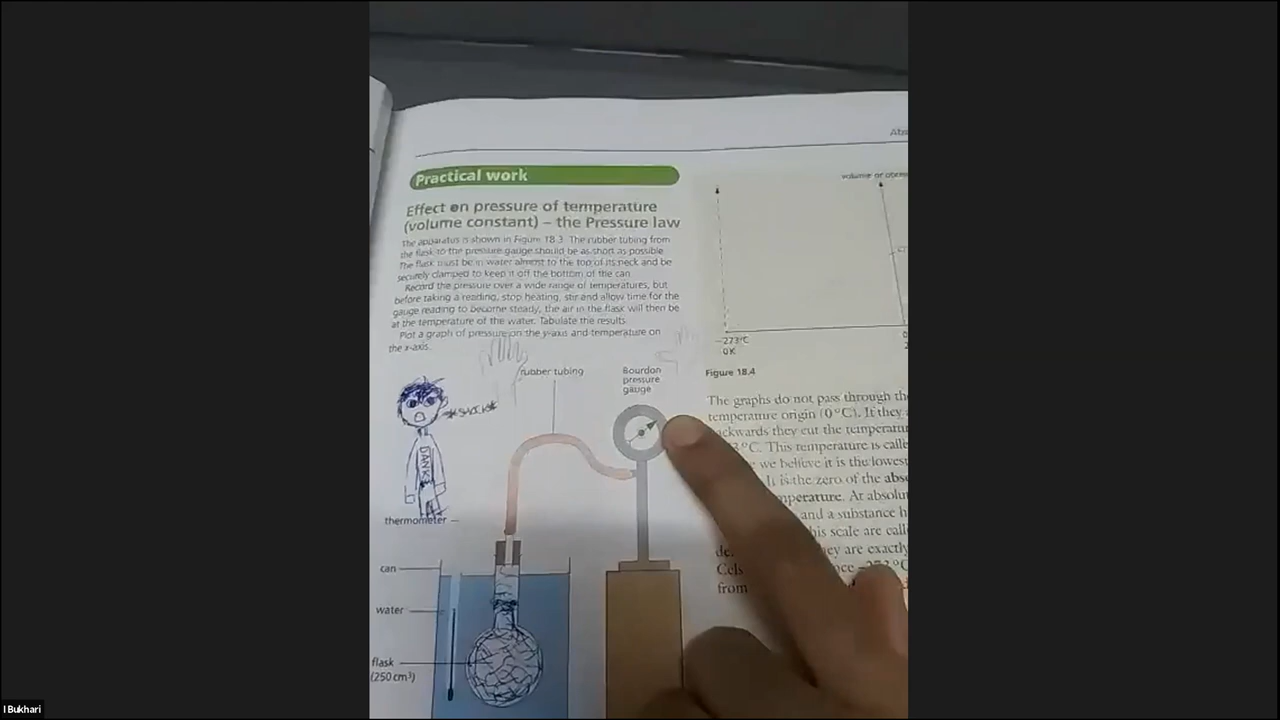 Abs
Practical work
Effect on pressure of temperature
(volume constant) – the Pressure law
The apparatus is shown in Figure 18.3. The rubber tubing from
the flask to the pressure gauge should be as short as possible.
The flask must be in water almost to the top of its neck and be
securely clamped to keep it off the bottom of the can.
Record the pressure over a wide range of temperatures, but
before taking a reading, stop heating, stir and allow time for the
gauge reading to become steady, the air in the flask will then be
at the temperature of the water. Tabulate the results.
Plot a graph of pressure on the y-axis and temperature on
the x-axis.
rubber tubing
Bourdon
pressure
gauge
DANK
thermometer
can
water
flask
(250 cm³)
volume or
−273°C
0K
Figure 18.4
The graphs do not pass through the
temperature origin (0 °C). If they
backwards they cut the
°C. This temperature is
we believe it is the lowest
It is the zero of the abs
At
and a substance
his scale are
they are exactly
Cels
from
I Bukhari